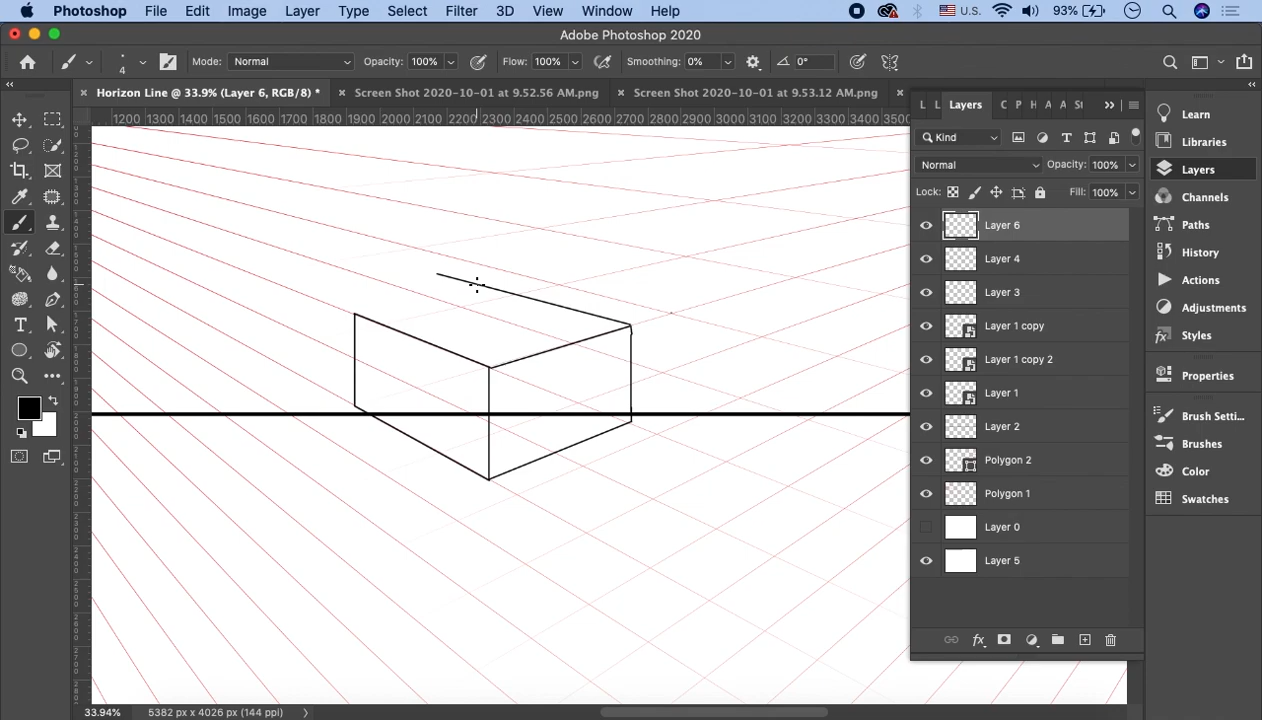 Photoshop File Edit Image Layer Type Select Filter 3D View Window Help U.S. 93%
Adobe Photoshop 2020
4 Mode: Normal Opacity: 100% Flow: 100% Smoothing: 0% 0°
Horizon Line @ 33.9% (Layer 6, RGB/8) * Screen Shot 2020-10-01 at 9.52.56 AM.png Screen Shot 2020-10-01 at 9.53.12 AM.png
1200 1300 1400 1500 1600 1700 1800 1900 2000 2100 2200 2300 2400 2500 2600 2700 2800 2900 3000 3100 3200 3300 3400 3500
L L Layers C P H A A St
Kind
Normal Opacity: 100%
Lock: Fill: 100%
Layer 6
Layer 4
Layer 3
Layer 1 copy
Layer 1 copy 2
Layer 1
Layer 2
Polygon 2
Polygon 1
Layer 0
Layer 5
fx
Learn
Libraries
Layers
Channels
Paths
History
Actions
Adjustments
Styles
Properties
Brush Setti...
Brushes
Color
Swatches
33.94% 5382 px x 4026 px (144 ppi)